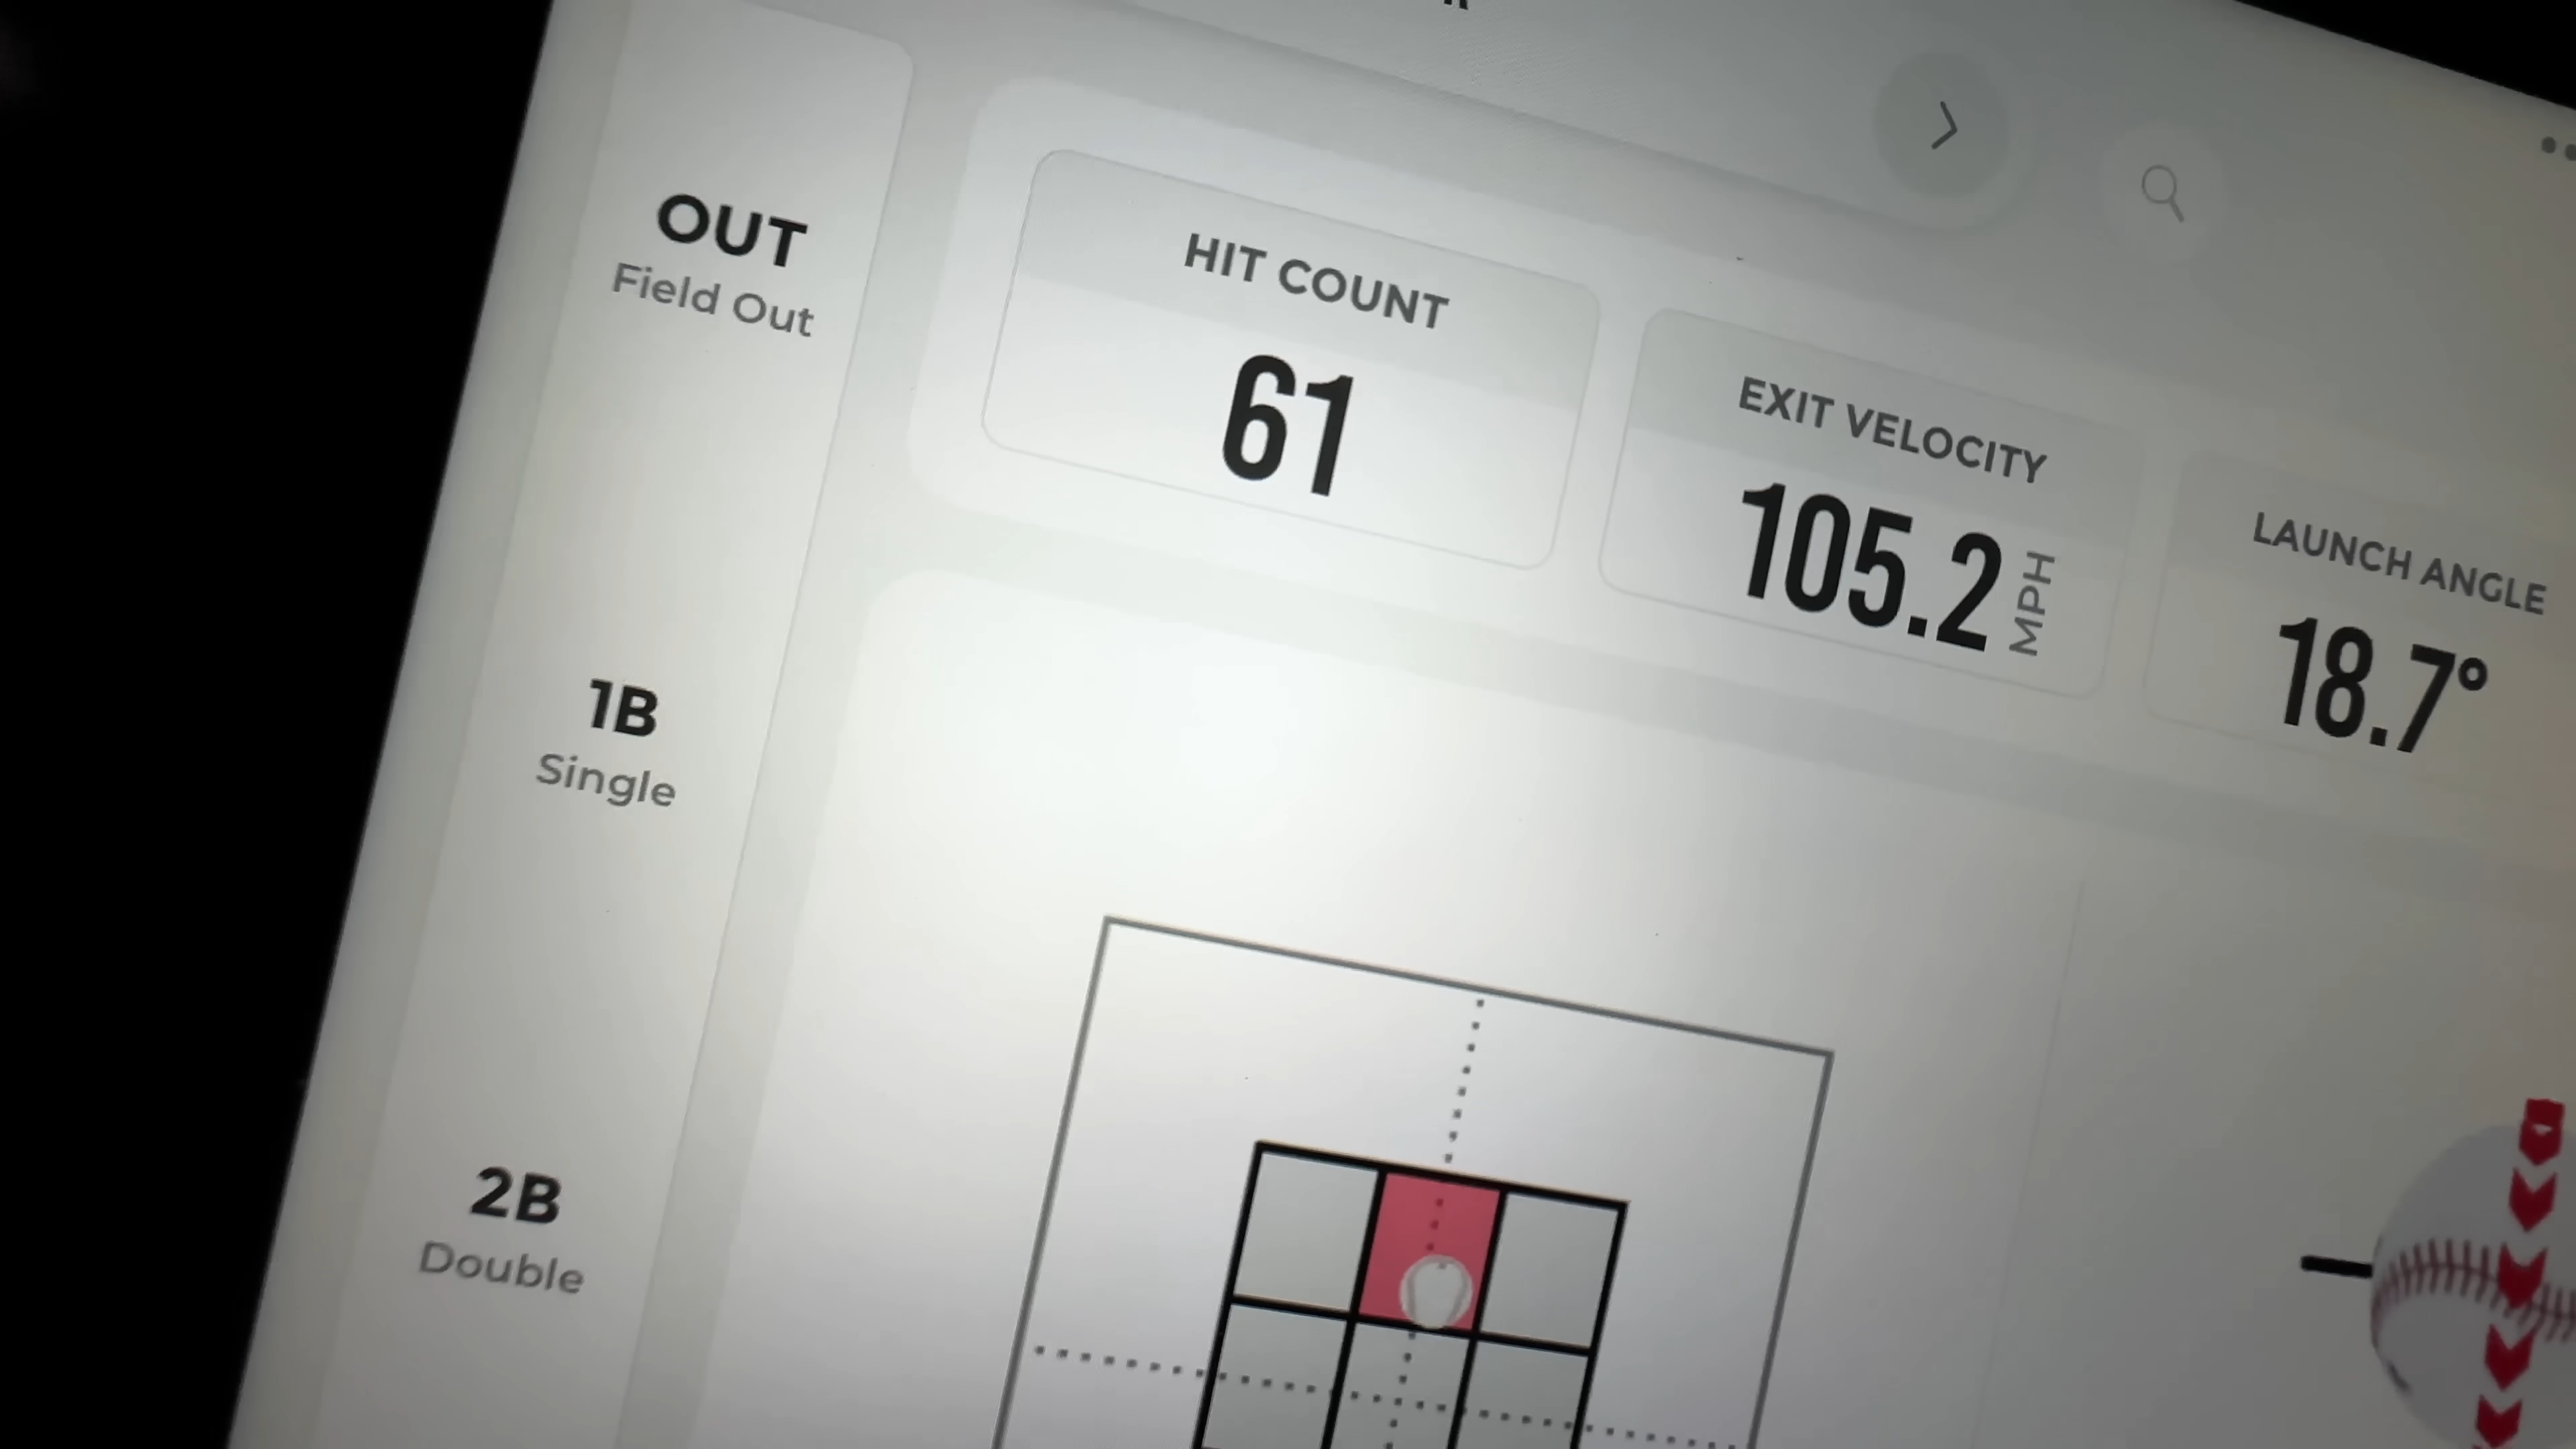 OUT
Field Out
1B
Single
2B
Double
HIT COUNT
61
EXIT VELOCITY
105.2 MPH
LAUNCH ANGLE
18.7°